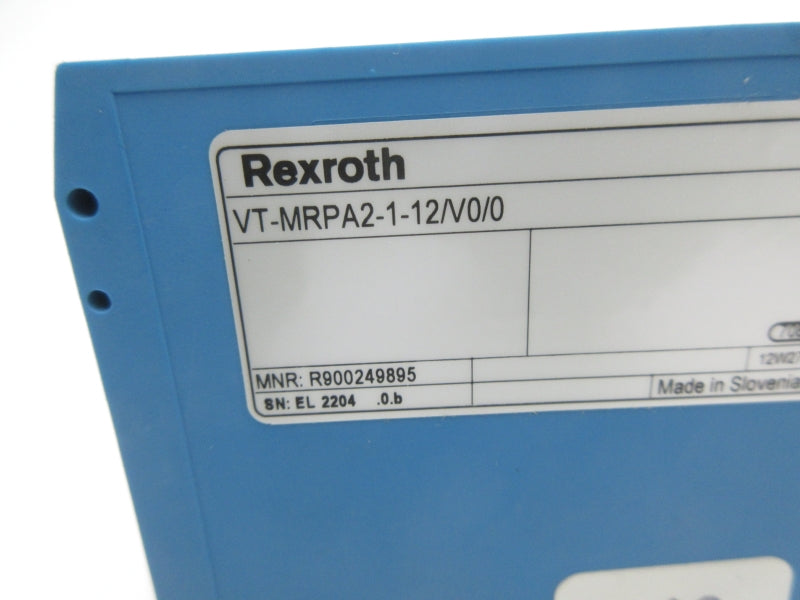 Rexroth
VT-MRPA2-1-12/V0/0
MNR: R900249895
SN: EL 2204 .0.b
Made in Slovenia